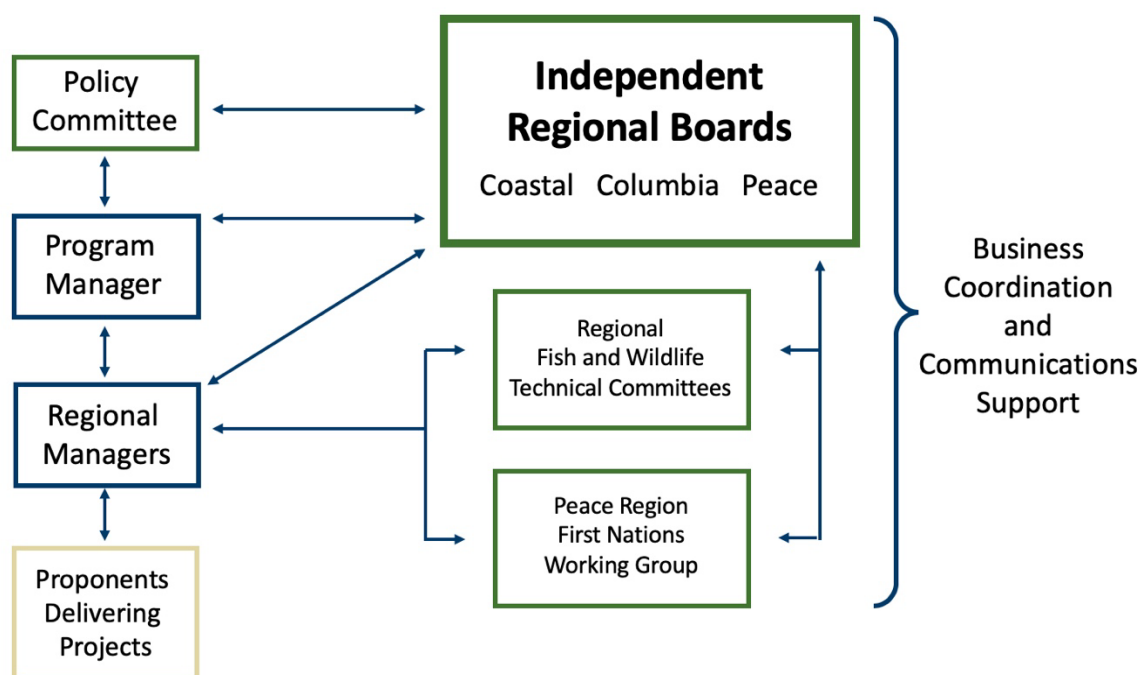 Policy
Committee
Program
Manager
Regional
Managers
Proponents
Delivering
Projects
Independent
Regional Boards
Coastal Columbia Peace
Regional
Fish and Wildlife
Technical Committees
Peace Region
First Nations
Working Group
Business
Coordination
and
Communications
Support